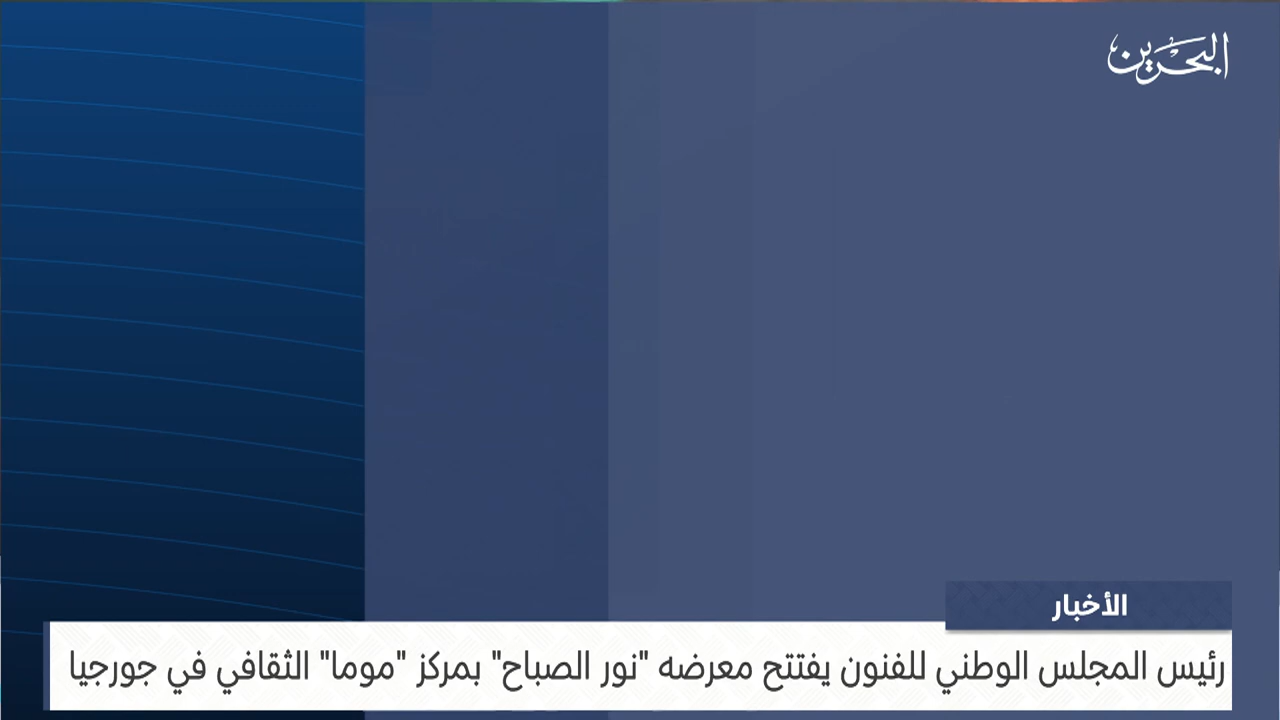 البحرين
الأخبار
رئيس المجلس الوطني للفنون يفتتح معرضه "نور الصباح" بمركز "موما" الثقافي في جورجيا